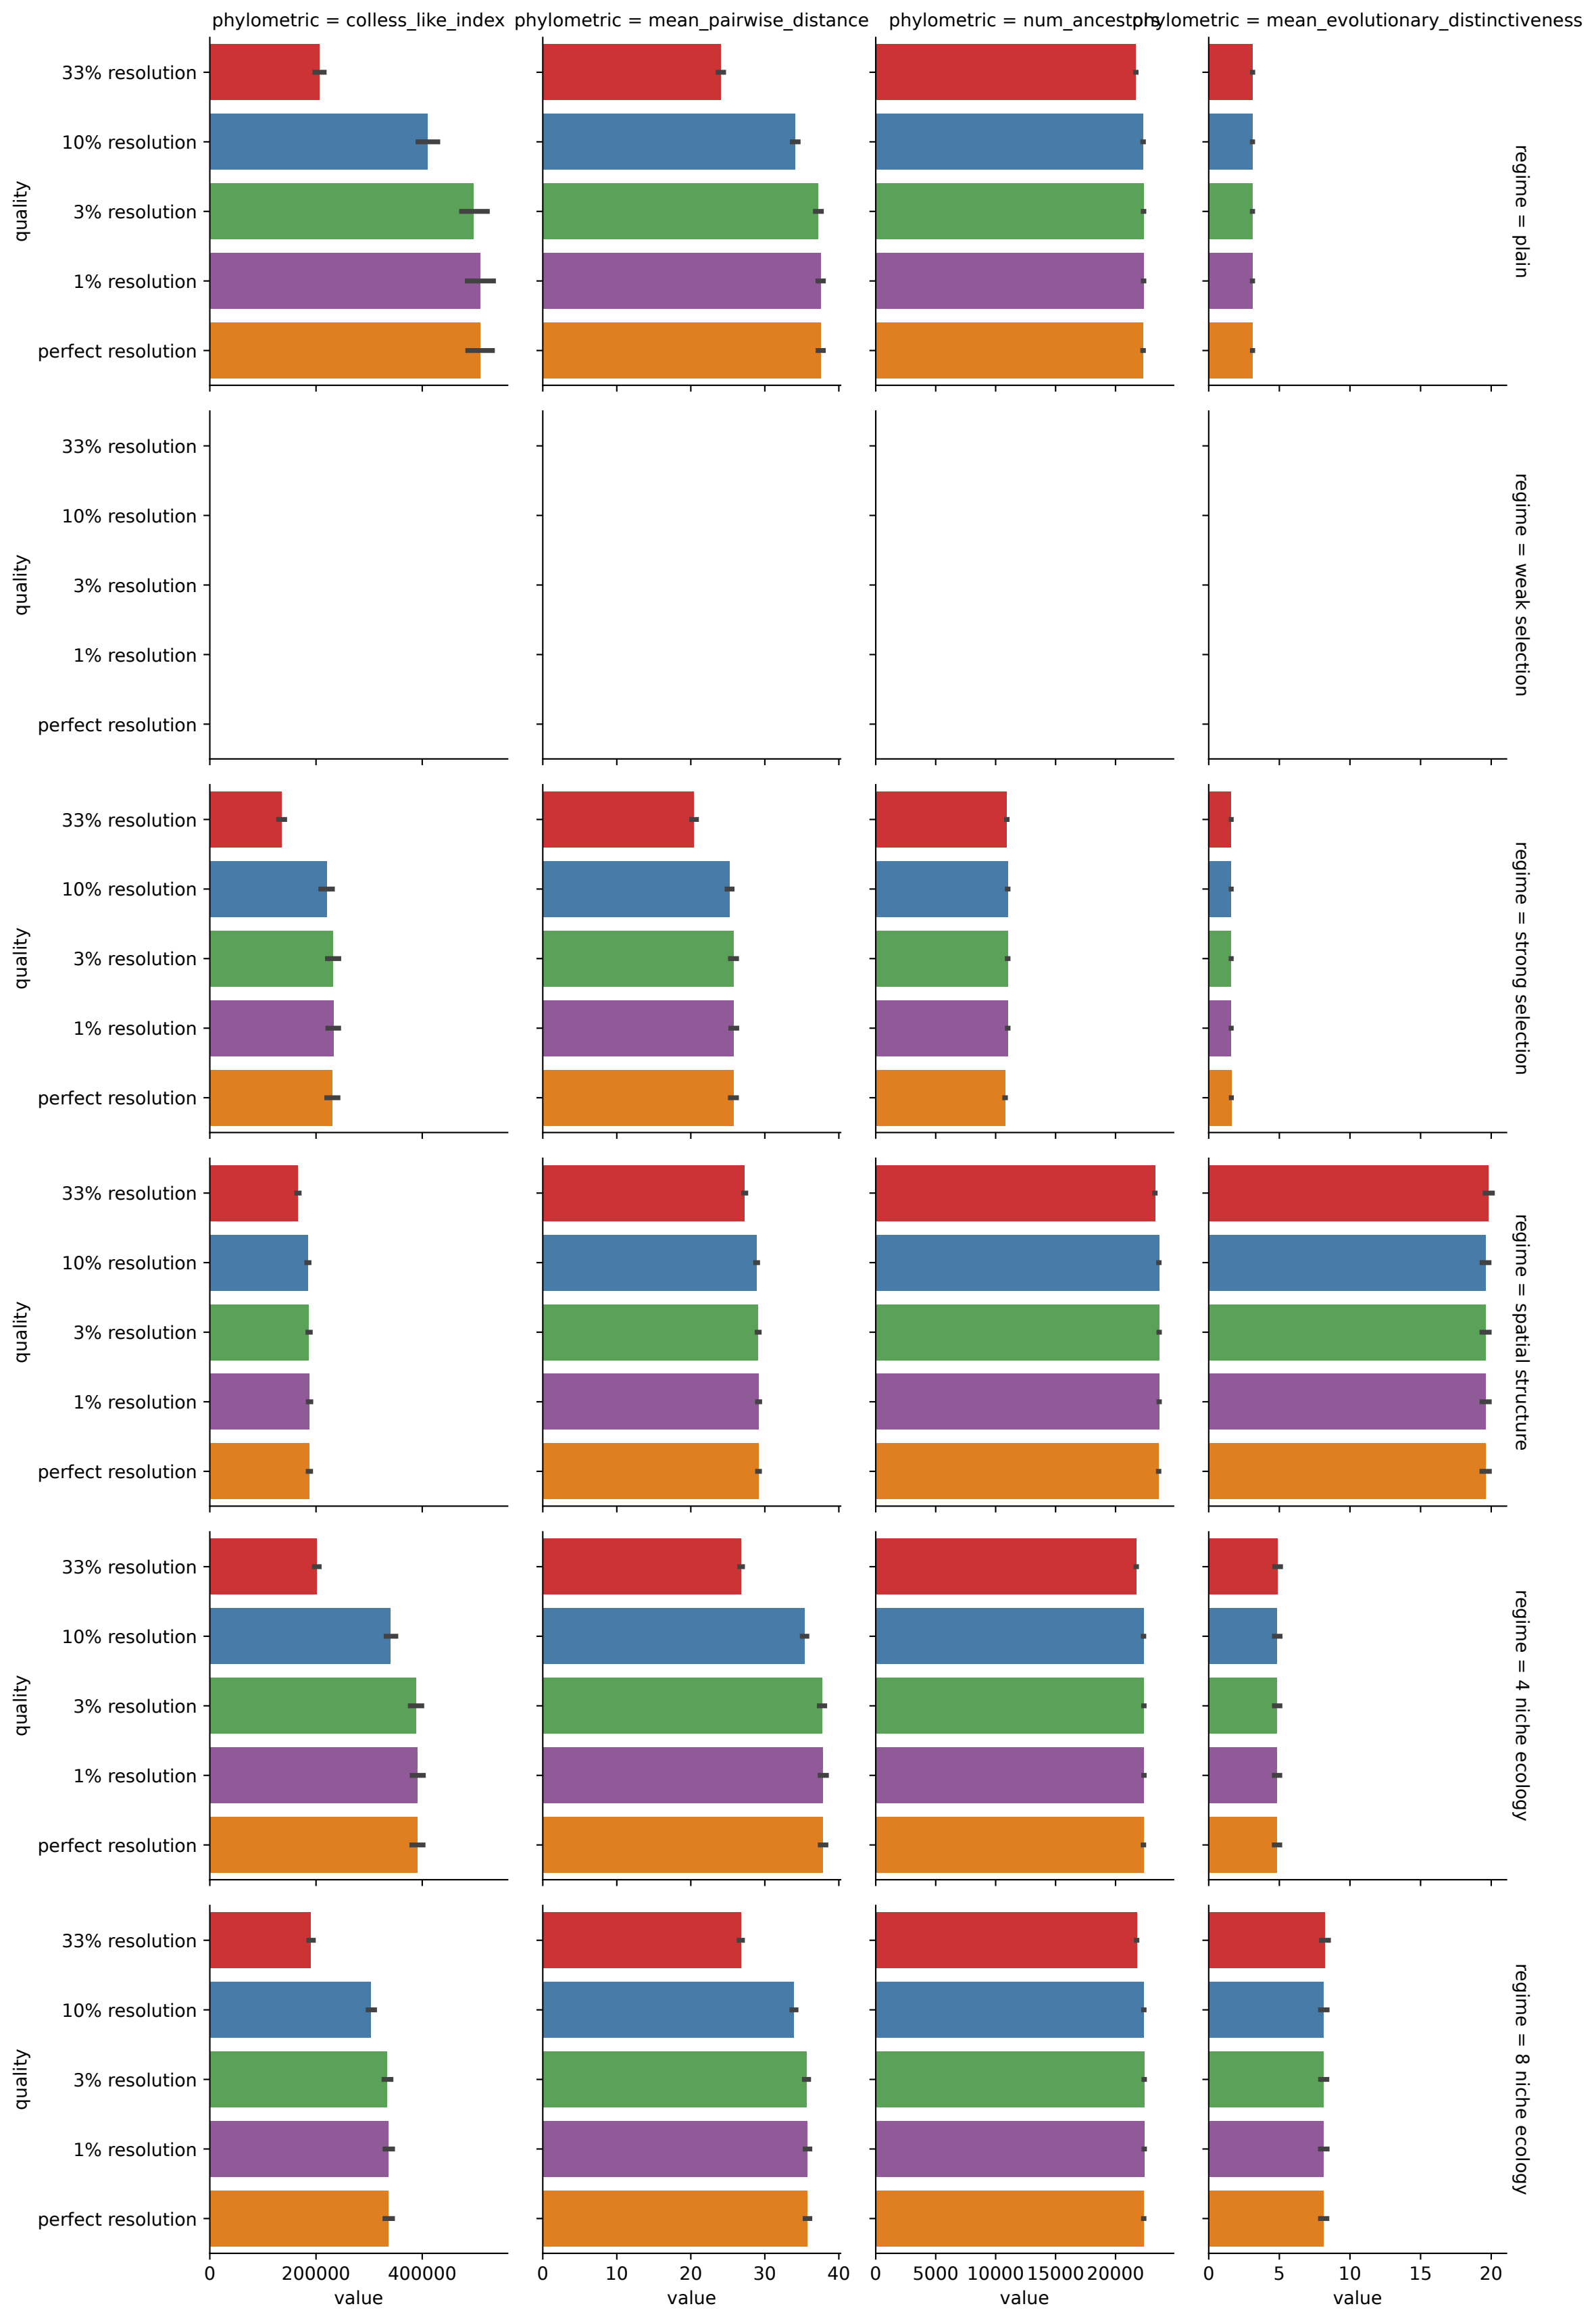 phylometric = colless_like_index
phylometric = mean_pairwise_distance
phylometric = num_ancestors
phylometric = mean_evolutionary_distinctiveness
quality
33% resolution
10% resolution
3% resolution
1% resolution
perfect resolution
regime = plain
quality
33% resolution
10% resolution
3% resolution
1% resolution
perfect resolution
regime = weak selection
quality
33% resolution
10% resolution
3% resolution
1% resolution
perfect resolution
regime = strong selection
quality
33% resolution
10% resolution
3% resolution
1% resolution
perfect resolution
regime = spatial structure
quality
33% resolution
10% resolution
3% resolution
1% resolution
perfect resolution
regime = 4 niche ecology
quality
33% resolution
10% resolution
3% resolution
1% resolution
perfect resolution
regime = 8 niche ecology
0 200000 400000
value
0 10 20 30 40
value
0 5000 10000 15000 20000
value
0 5 10 15 20
value